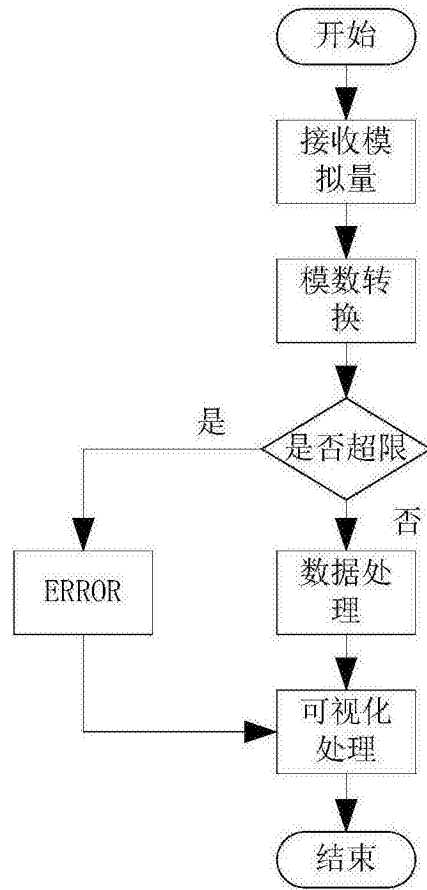 开始
接收模
拟量
模数转
换
是
是否超限
否
ERROR
数据处
理
可视化
处理
结束